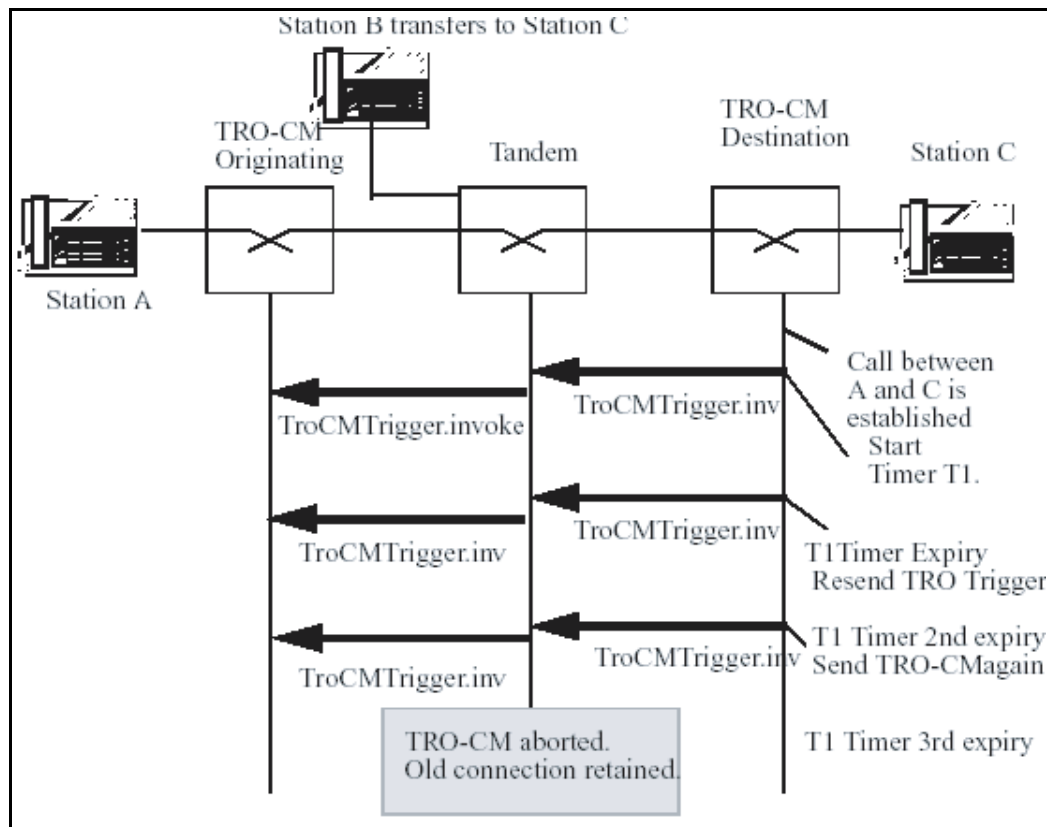 Station B transfers to Station C
TRO-CM
Originating
Tandem
TRO-CM
Destination
Station C
Station A
Call between
A and C is
established
Start
Timer T1.
TroCMTrigger.invoke
TroCMTrigger.inv
TroCMTrigger.inv
TroCMTrigger.inv
T1Timer Expiry
Resend TRO Trigger
TroCMTrigger.inv
TroCMTrigger.inv
T1 Timer 2nd expiry
Send TRO-CMagain
TRO-CM aborted.
Old connection retained.
T1 Timer 3rd expiry